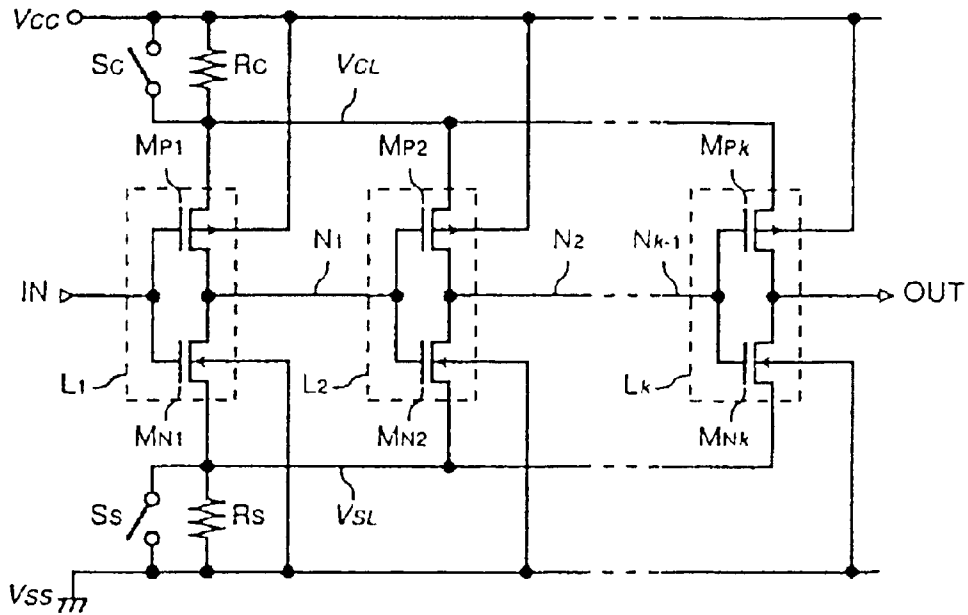 VCC
SC
RC
VCL
MP1
MP2
MPk
N1
N2
Nk-1
IN
OUT
L1
L2
Lk
MN1
MN2
MNk
SS
RS
VSL
VSS